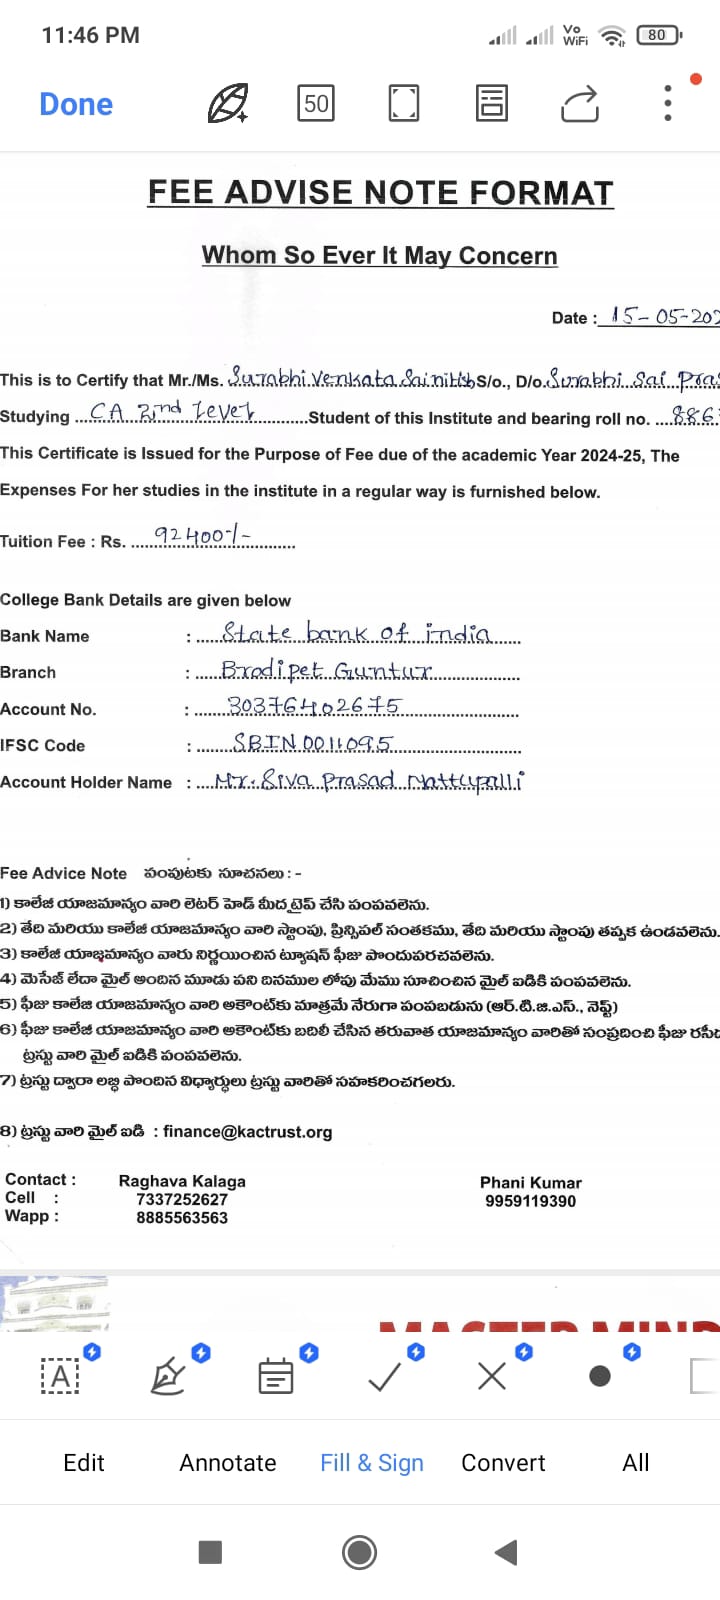 11:46 PM
Vo WiFi
80
Done
50
FEE ADVISE NOTE FORMAT
Whom So Ever It May Concern
Date : 15-05-202
This is to Certify that Mr./Ms. Surabhi Venkata Sai nitish S/o., D/o. Surabhi Sai Pras
Studying CA 2nd Level Student of this Institute and bearing roll no. 886
This Certificate is Issued for the Purpose of Fee due of the academic Year 2024-25, The
Expenses For her studies in the institute in a regular way is furnished below.
Tuition Fee : Rs. 92400/-
College Bank Details are given below
Bank Name : State bank of india
Branch : Brodipet Guntur
Account No. : 30376402675
IFSC Code : SBIN0011095
Account Holder Name : Mr. Siva Prasad Nattupalli
Fee Advice Note పంపుటకు సూచనలు : -
1) కాలేజీ యాజమాన్యం వారి లెటర్ హెడ్ మీద టైప్ చేసి పంపవలెను.
2) తేది మరియు కాలేజీ యాజమాన్యం వారి స్టాంపు, ప్రిన్సిపల్ సంతకము, తేది మరియు స్టాంపు తప్పక ఉండవలెను.
3) కాలేజీ యాజమాన్యం వారు నిర్ణయించిన ట్యూషన్ ఫీజు పొందుపరచవలెను.
4) మెసేజ్ లేదా మైల్ అందిన మూడు పని దినముల లోపు మేము సూచించిన మైల్ ఐడికి పంపవలెను.
5) ఫీజు కాలేజి యాజమాన్యం వారి అకౌంట్‌కు మాత్రమే నేరుగా పంపబడును (ఆర్.టి.జి.ఎస్., నెఫ్ట్)
6) ఫీజు కాలేజీ యాజమాన్యం వారి అకౌంట్‌కు బదిలీ చేసిన తరువాత యాజమాన్యం వారితో సంప్రదించి ఫీజు రసీద
ట్రస్టు వారి మైల్ ఐడికి పంపవలెను.
7) ట్రస్టు ద్వారా లబ్ధి పొందిన విధ్యార్థులు ట్రస్టు వారితో సహకరించగలరు.
8) ట్రస్టు వారి మైల్ ఐడి : finance@kactrust.org
Contact : Raghava Kalaga Phani Kumar
Cell : 7337252627 9959119390
Wapp : 8885563563
MASTER MIND
A
Edit Annotate Fill & Sign Convert All